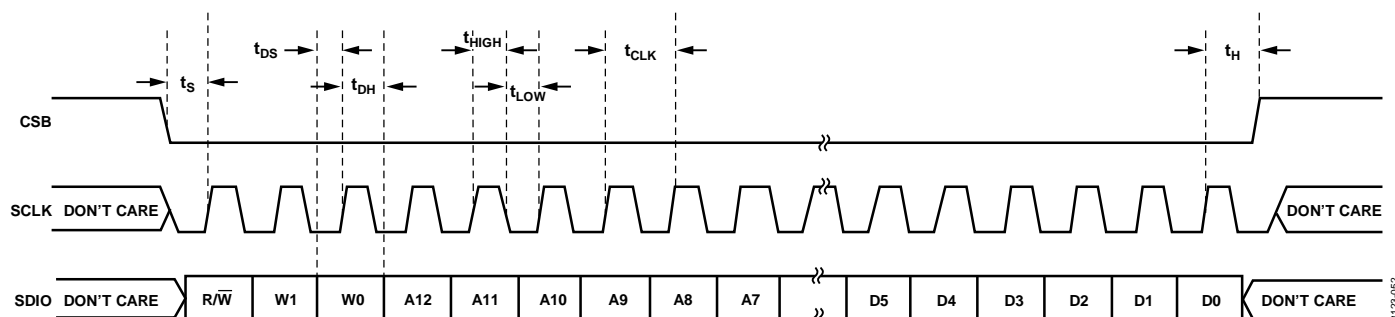 tDS
tHIGH
tCLK
tH
tS
tDH
tLOW
CSB
SCLK DON'T CARE
DON'T CARE
SDIO DON'T CARE R/W̅ W1 W0 A12 A11 A10 A9 A8 A7 D5 D4 D3 D2 D1 D0 DON'T CARE